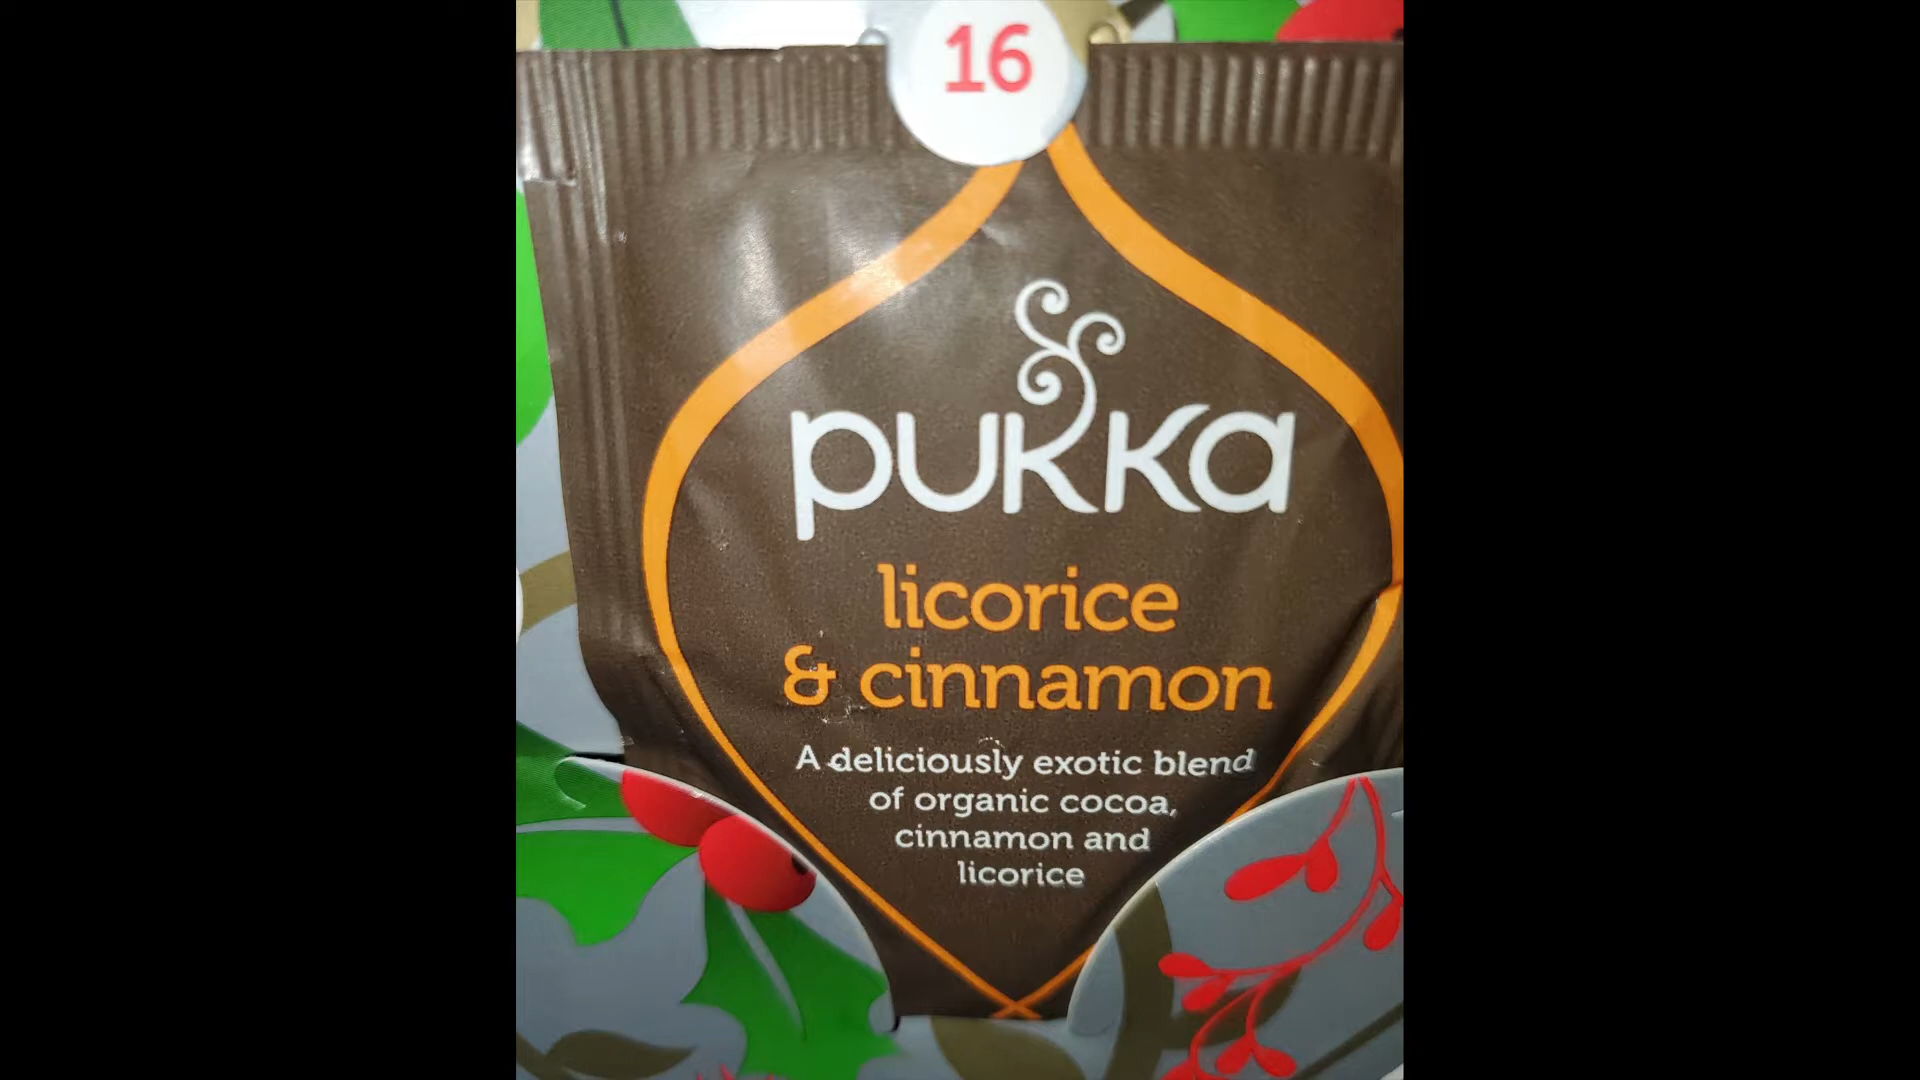 16
pukka
licorice
& cinnamon
A deliciously exotic blend
of organic cocoa,
cinnamon and
licorice